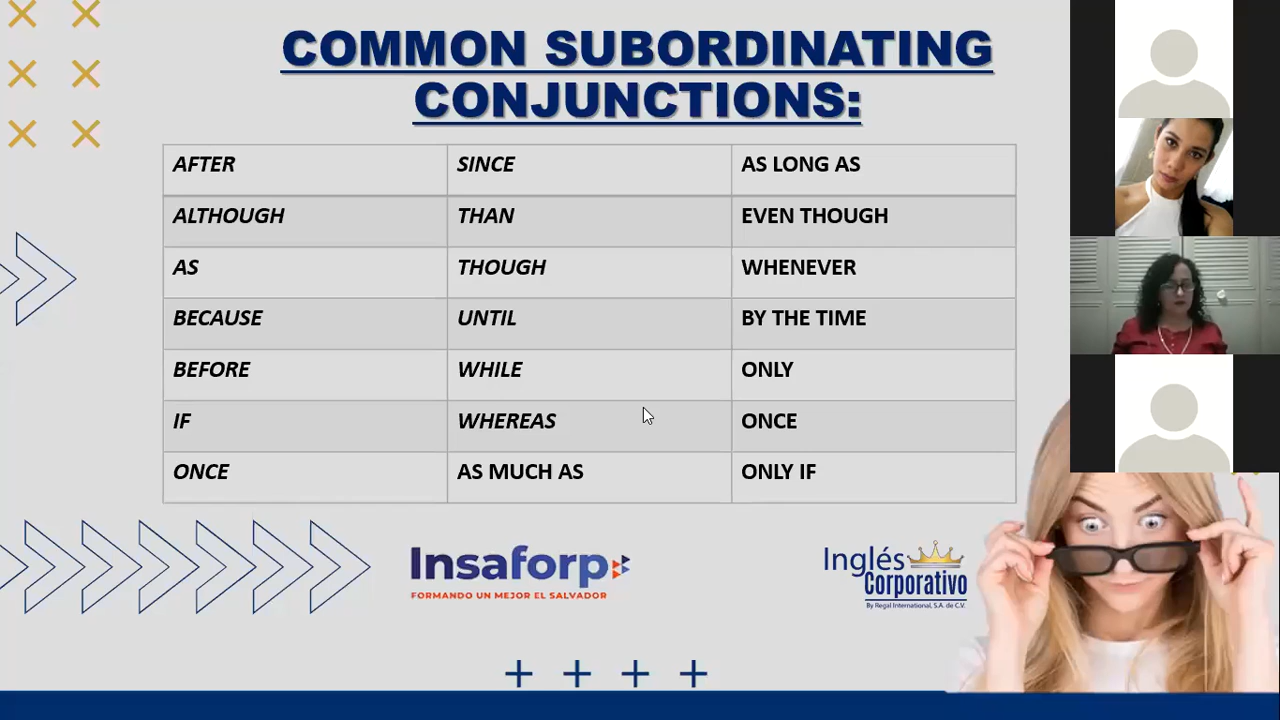 COMMON SUBORDINATING
CONJUNCTIONS:
AFTER SINCE AS LONG AS
ALTHOUGH THAN EVEN THOUGH
AS THOUGH WHENEVER
BECAUSE UNTIL BY THE TIME
BEFORE WHILE ONLY
IF WHEREAS ONCE
ONCE AS MUCH AS ONLY IF
Insaforp
FORMANDO UN MEJOR EL SALVADOR
Inglés
Corporativo
By Regal International, S.A. de C.V.